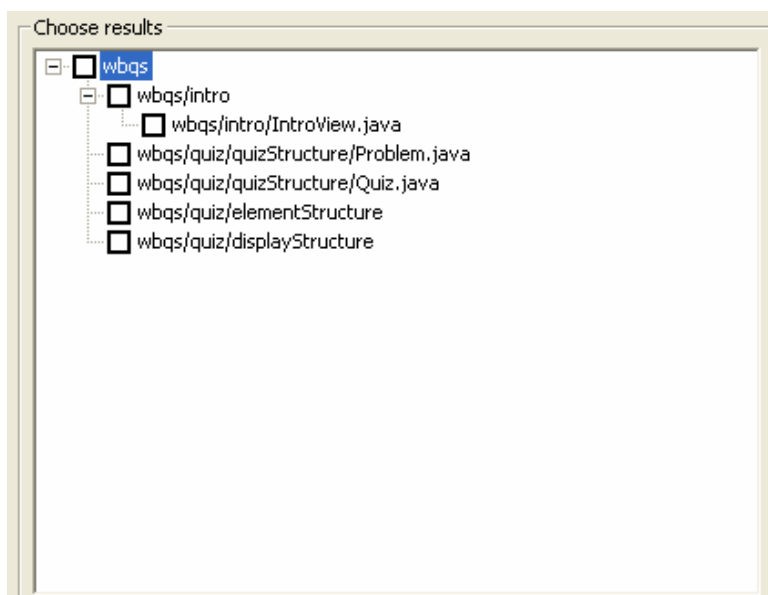 Choose results
wbqs
wbqs/intro
wbqs/intro/IntroView.java
wbqs/quiz/quizStructure/Problem.java
wbqs/quiz/quizStructure/Quiz.java
wbqs/quiz/elementStructure
wbqs/quiz/displayStructure